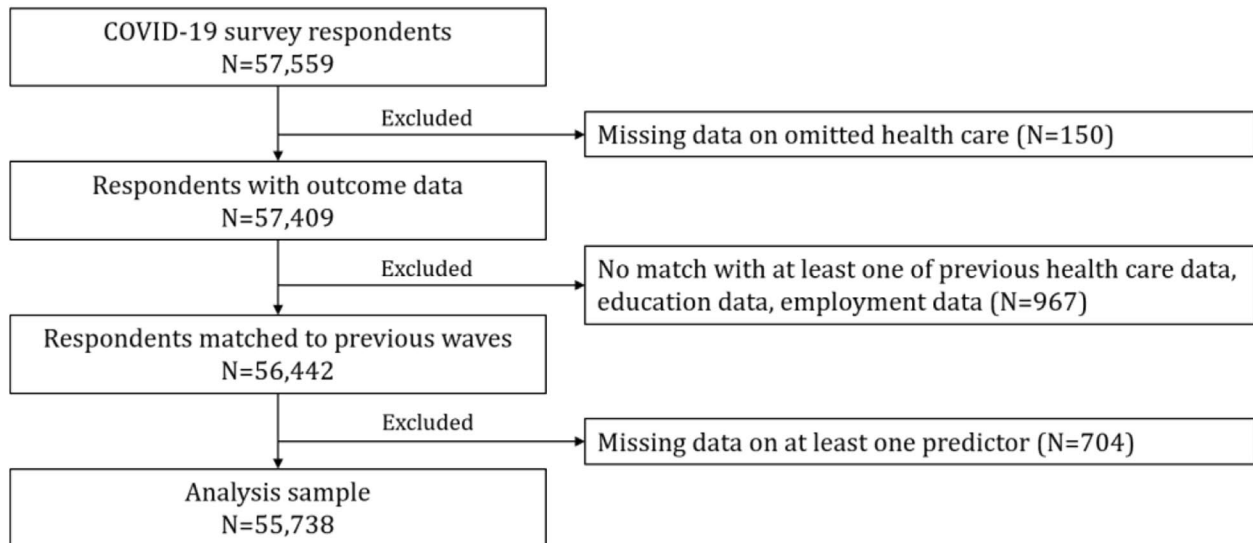 COVID-19 survey respondents
N=57,559
Excluded
Missing data on omitted health care (N=150)
Respondents with outcome data
N=57,409
Excluded
No match with at least one of previous health care data,
education data, employment data (N=967)
Respondents matched to previous waves
N=56,442
Excluded
Missing data on at least one predictor (N=704)
Analysis sample
N=55,738